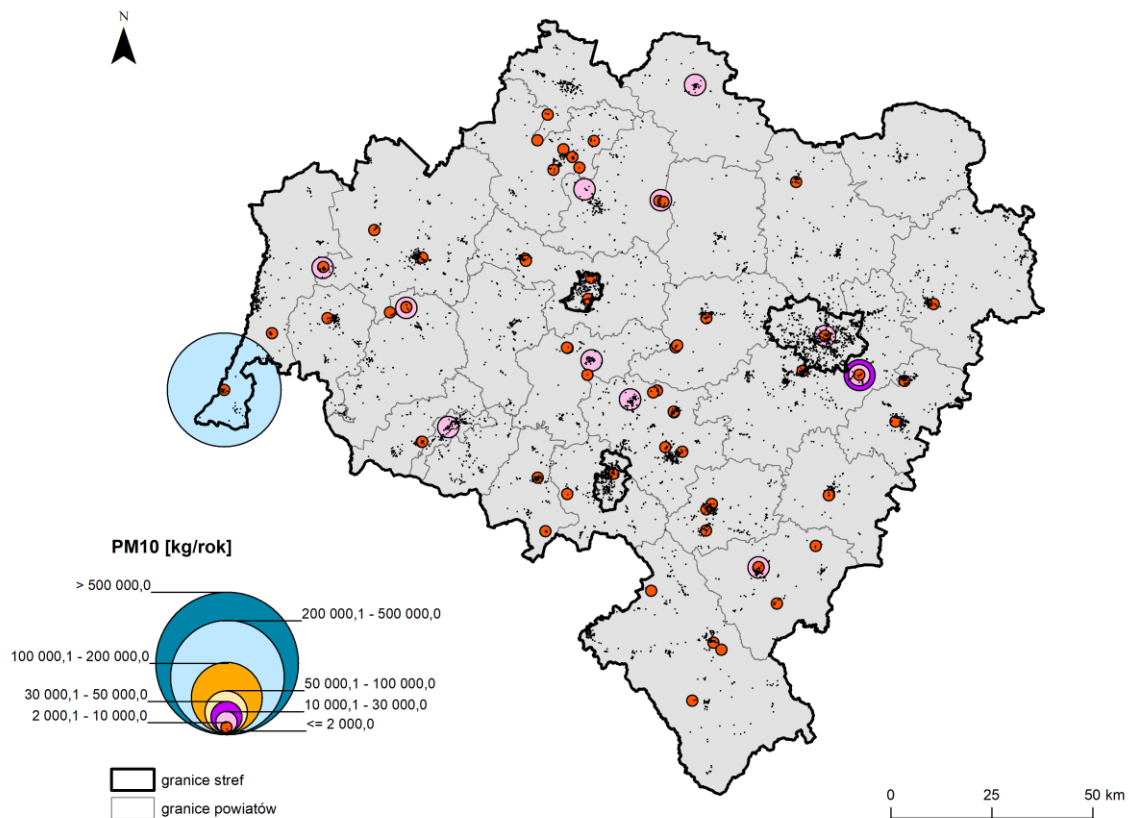 N
PM10 [kg/rok]
> 500 000,0
200 000,1 - 500 000,0
100 000,1 - 200 000,0
50 000,1 - 100 000,0
30 000,1 - 50 000,0
10 000,1 - 30 000,0
2 000,1 - 10 000,0
<= 2 000,0
granice stref
granice powiatów
0 25 50 km